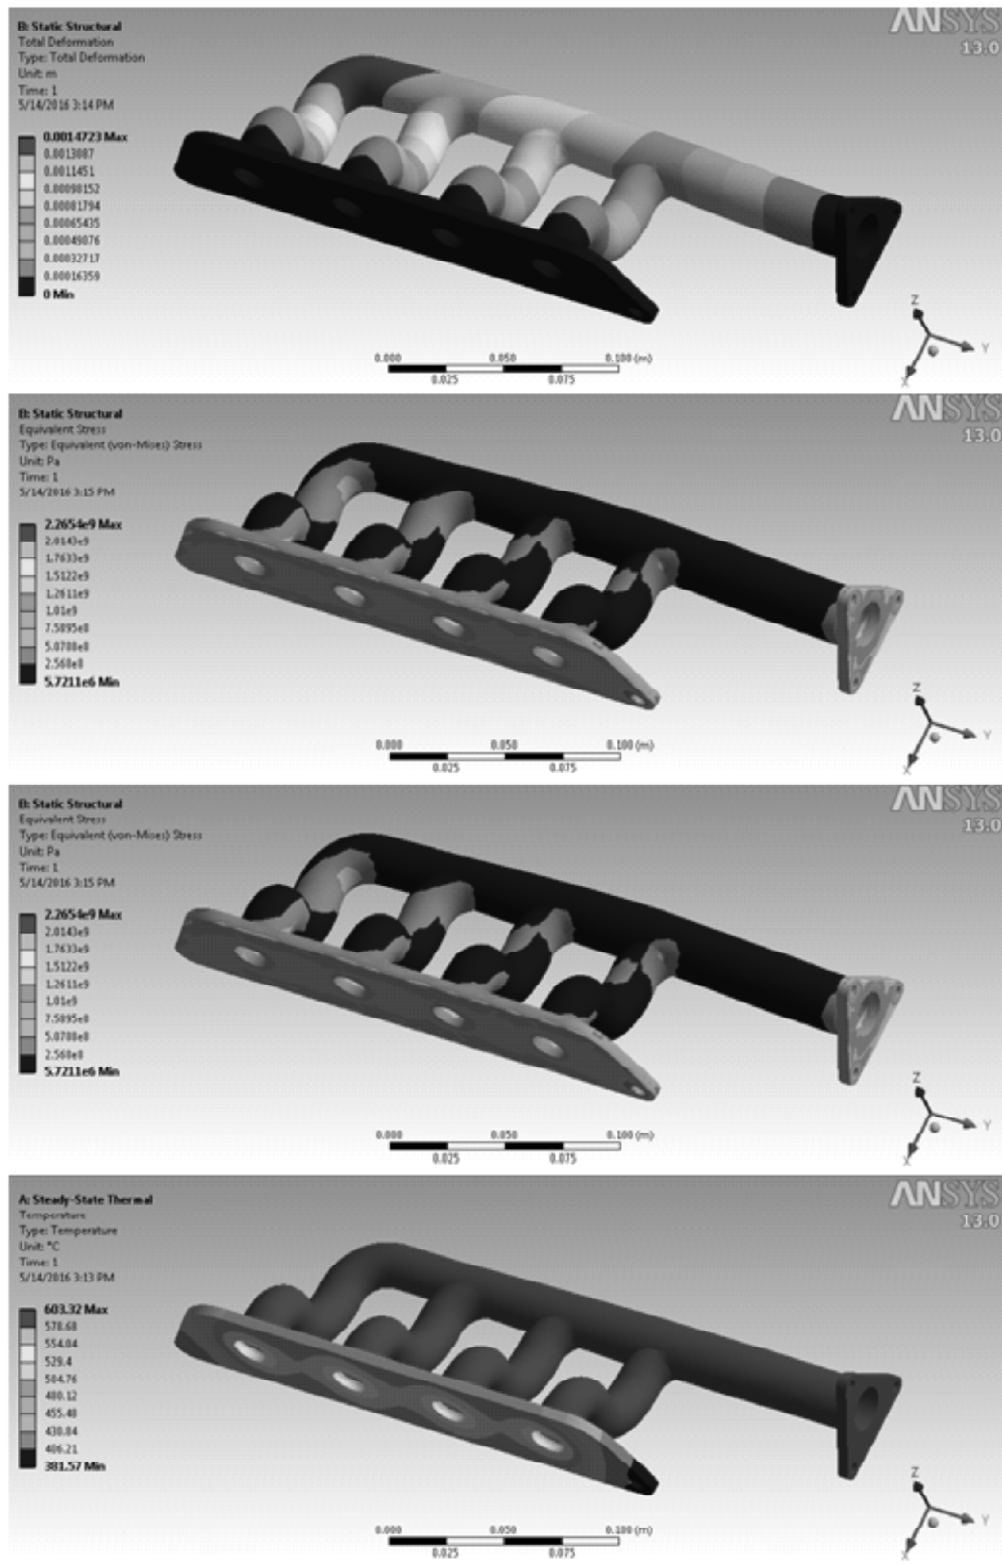 B: Static Structural
Total Deformation
Type: Total Deformation
Unit: m
Time: 1
5/14/2016 3:14 PM
ANSYS
13.0
0.0014723 Max
0.0013087
0.0011451
0.00098152
0.00081794
0.00065435
0.00049076
0.00032717
0.00016359
0 Min
0.000
0.050
0.100 (m)
0.025
0.075
Z
Y
X
B: Static Structural
Equivalent Stress
Type: Equivalent (von-Mises) Stress
Unit: Pa
Time: 1
5/14/2016 3:15 PM
ANSYS
13.0
2.2654e9 Max
2.0143e9
1.7633e9
1.5122e9
1.2611e9
1.01e9
7.5895e8
5.0788e8
2.568e8
5.7211e6 Min
0.000
0.050
0.100 (m)
0.025
0.075
Z
Y
X
B: Static Structural
Equivalent Stress
Type: Equivalent (von-Mises) Stress
Unit: Pa
Time: 1
5/14/2016 3:15 PM
ANSYS
13.0
2.2654e9 Max
2.0143e9
1.7633e9
1.5122e9
1.2611e9
1.01e9
7.5895e8
5.0788e8
2.568e8
5.7211e6 Min
0.000
0.050
0.100 (m)
0.025
0.075
Z
Y
X
A: Steady-State Thermal
Temperature
Type: Temperature
Unit: °C
Time: 1
5/14/2016 3:13 PM
ANSYS
13.0
603.32 Max
578.68
554.04
529.4
504.76
480.12
455.48
430.84
406.21
381.57 Min
0.000
0.050
0.100 (m)
0.025
0.075
Z
Y
X